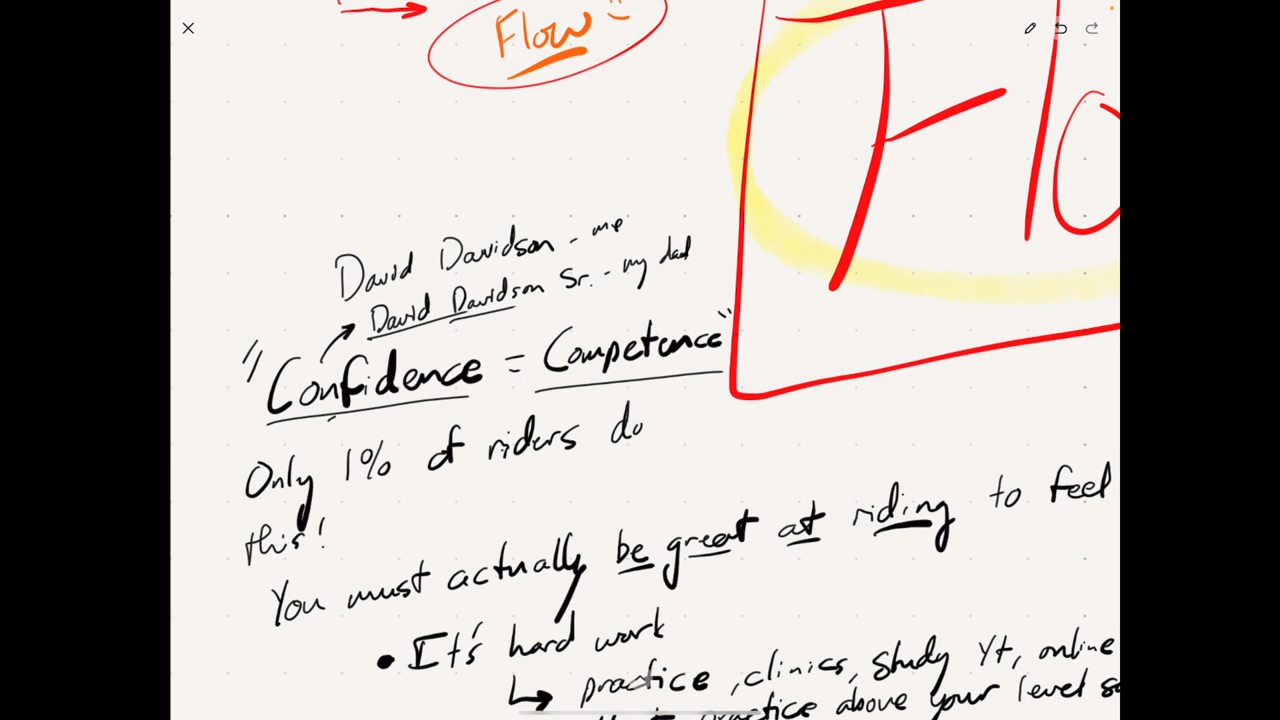 Flow
Flo
David Davidson - me
David Davidson Sr. - my dad
"Confidence = Competence"
Only 1% of riders do
this!
You must actually be great at riding to feel
• It's hard work
↳ practice, clinics, study Yt, online
practice above your level